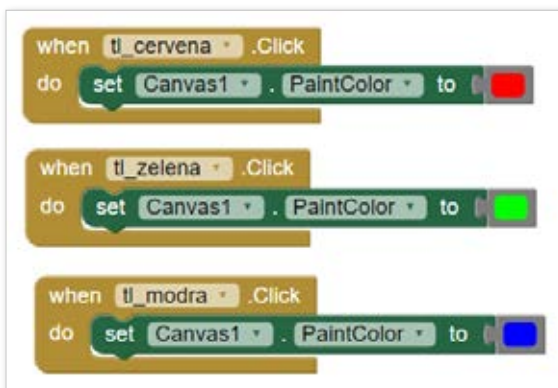 when tl_cervena .Click
do set Canvas1 . PaintColor to
when tl_zelena .Click
do set Canvas1 . PaintColor to
when tl_modra .Click
do set Canvas1 . PaintColor to